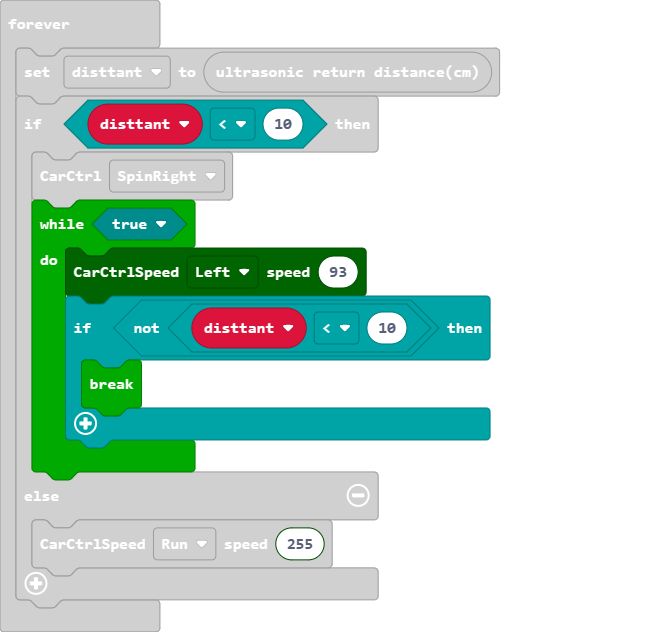 forever
set disttant to ultrasonic return distance(cm)
if disttant < 10 then
CarCtrl SpinRight
while true
do
CarCtrlSpeed Left speed 93
if not disttant < 10 then
break
else
CarCtrlSpeed Run speed 255